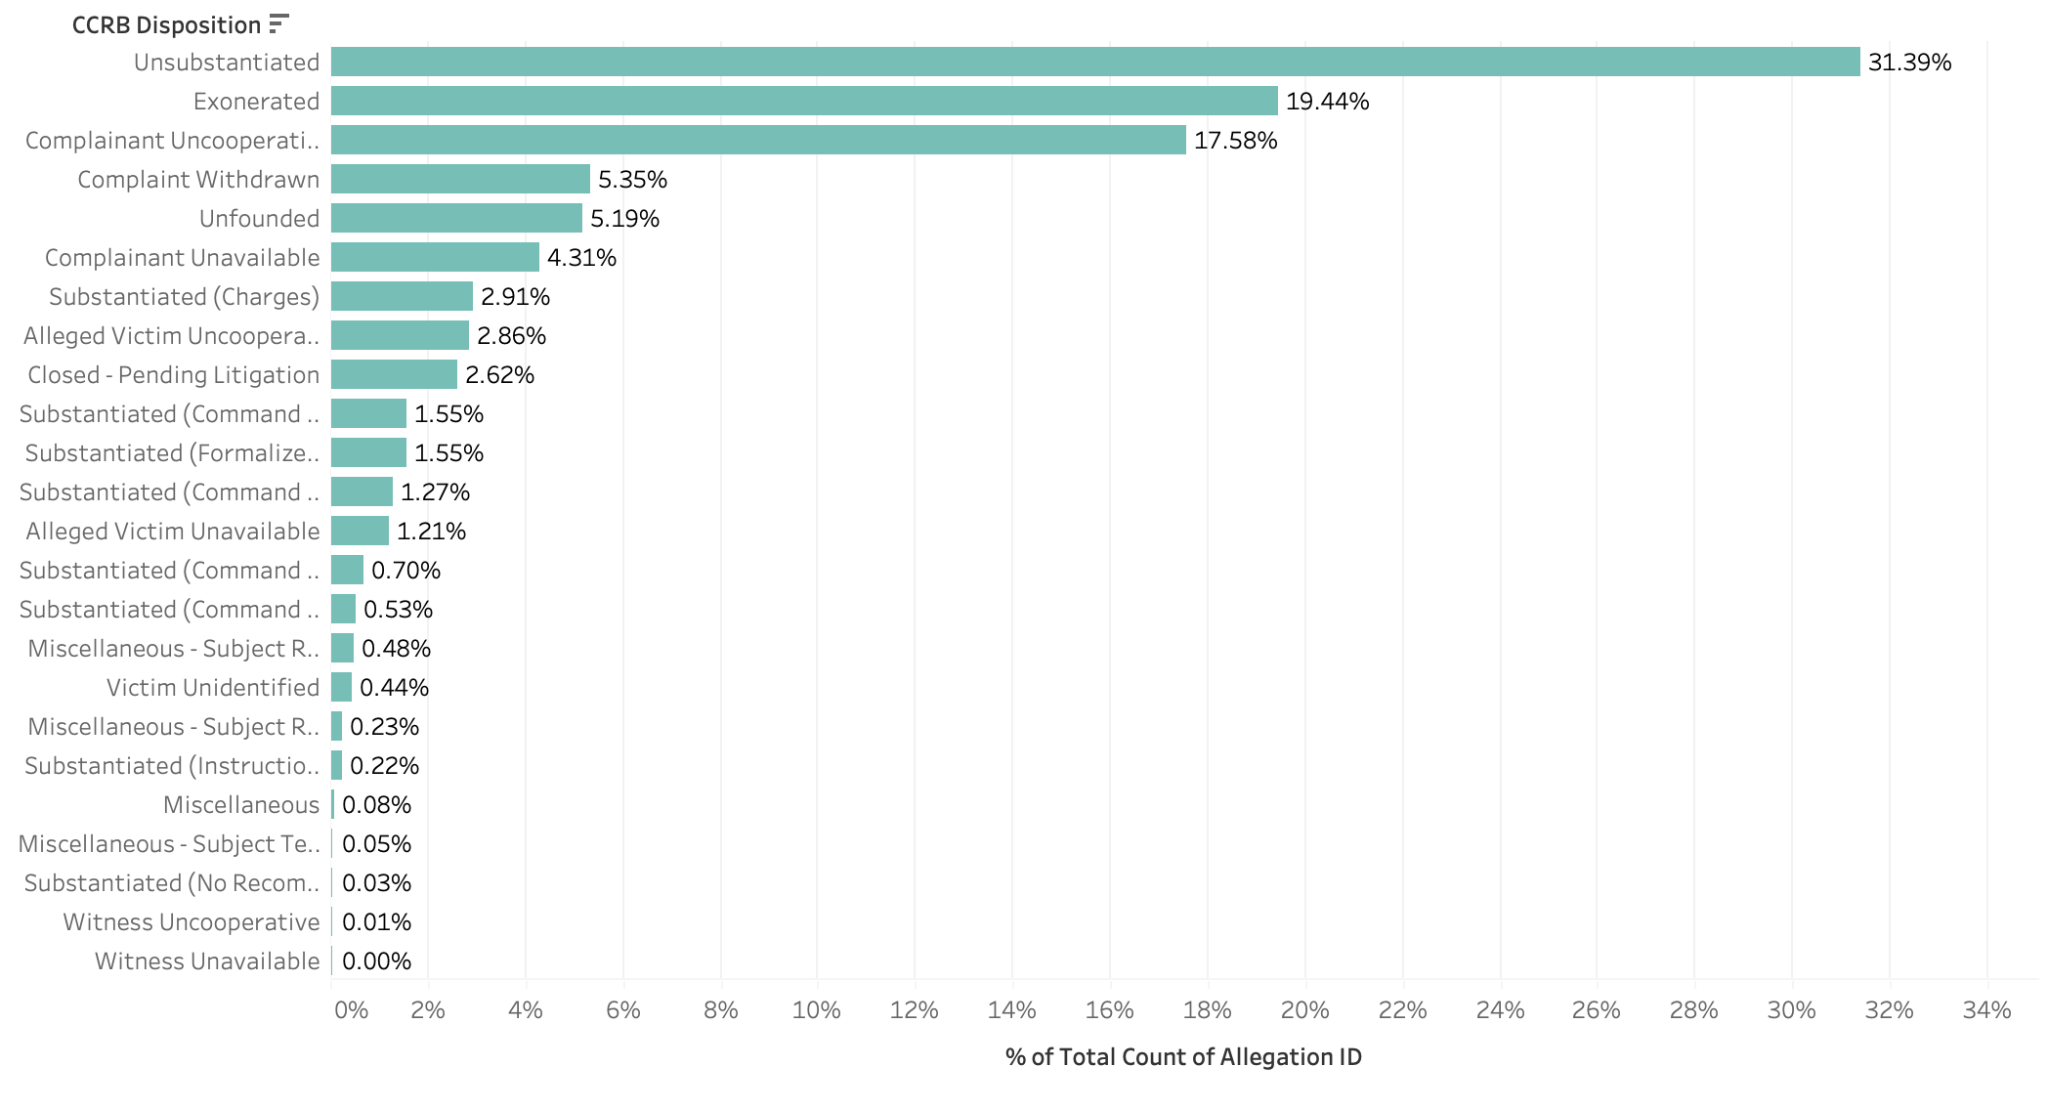 CCRB Disposition
Unsubstantiated 31.39%
Exonerated 19.44%
Complainant Uncooperati.. 17.58%
Complaint Withdrawn 5.35%
Unfounded 5.19%
Complainant Unavailable 4.31%
Substantiated (Charges) 2.91%
Alleged Victim Uncoopera.. 2.86%
Closed - Pending Litigation 2.62%
Substantiated (Command .. 1.55%
Substantiated (Formalize.. 1.55%
Substantiated (Command .. 1.27%
Alleged Victim Unavailable 1.21%
Substantiated (Command .. 0.70%
Substantiated (Command .. 0.53%
Miscellaneous - Subject R.. 0.48%
Victim Unidentified 0.44%
Miscellaneous - Subject R.. 0.23%
Substantiated (Instructio.. 0.22%
Miscellaneous 0.08%
Miscellaneous - Subject Te.. 0.05%
Substantiated (No Recom.. 0.03%
Witness Uncooperative 0.01%
Witness Unavailable 0.00%
0% 2% 4% 6% 8% 10% 12% 14% 16% 18% 20% 22% 24% 26% 28% 30% 32% 34%
% of Total Count of Allegation ID